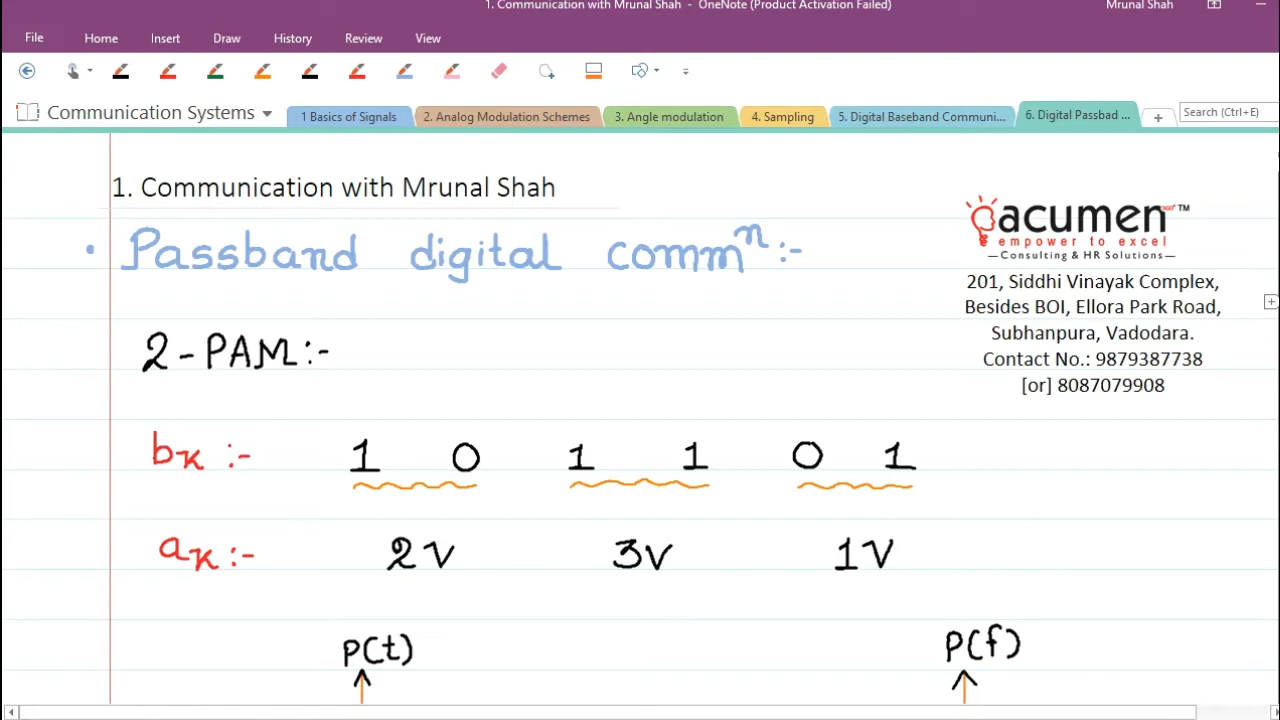 1. Communication with Mrunal Shah - OneNote (Product Activation Failed)
Mrunal Shah
File Home Insert Draw History Review View
Communication Systems
1 Basics of Signals
2. Analog Modulation Schemes
3. Angle modulation
4. Sampling
5. Digital Baseband Communi...
6. Digital Passbad ...
Search (Ctrl+E)
1. Communication with Mrunal Shah
acumen 360° TM
empower to excel
—Consulting & HR Solutions—
201, Siddhi Vinayak Complex,
Besides BOI, Ellora Park Road,
Subhanpura, Vadodara.
Contact No.: 9879387738
[or] 8087079908
• Passband digital commⁿ :-
2-PAM:-
bk :- 1 0 1 1 0 1
ak :- 2V 3V 1V
P(t) P(f)